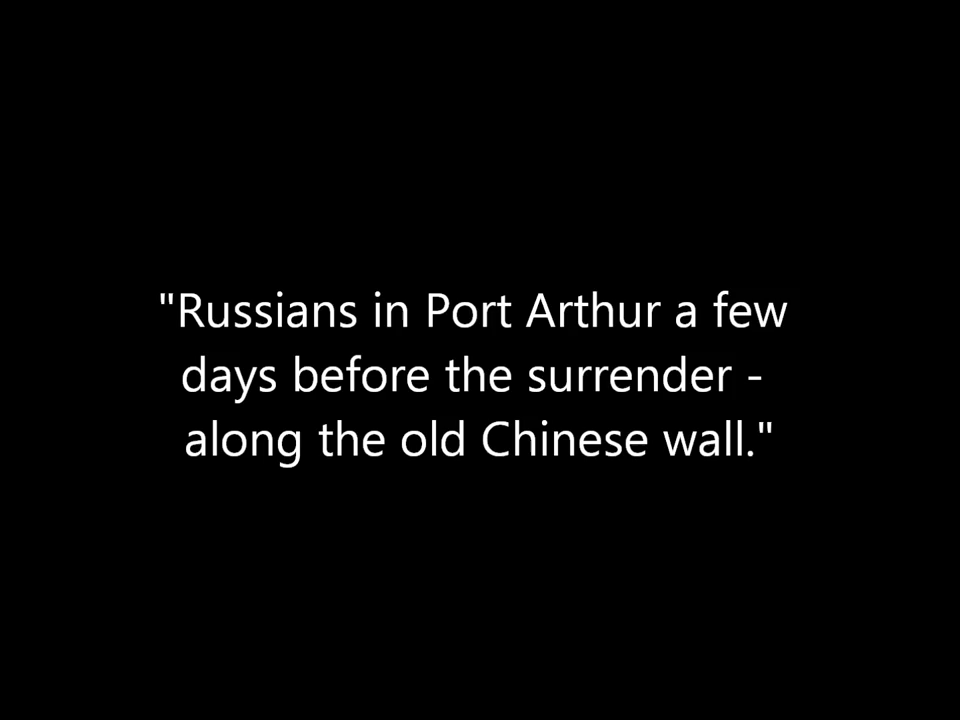 "Russians in Port Arthur a few
days before the surrender -
along the old Chinese wall."